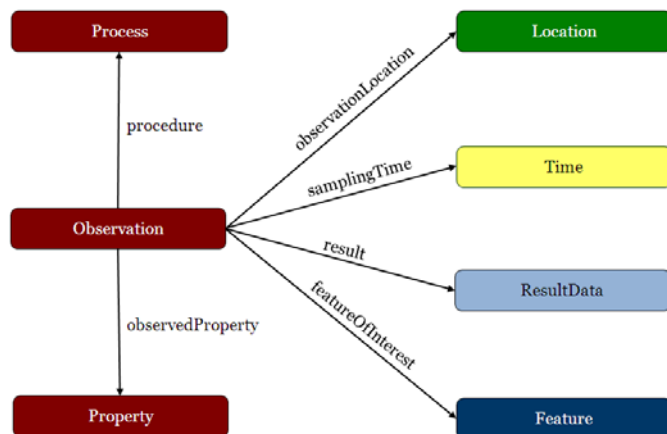 Process
Location
observationLocation
procedure
samplingTime
Time
Observation
result
ResultData
featureOfInterest
observedProperty
Property
Feature